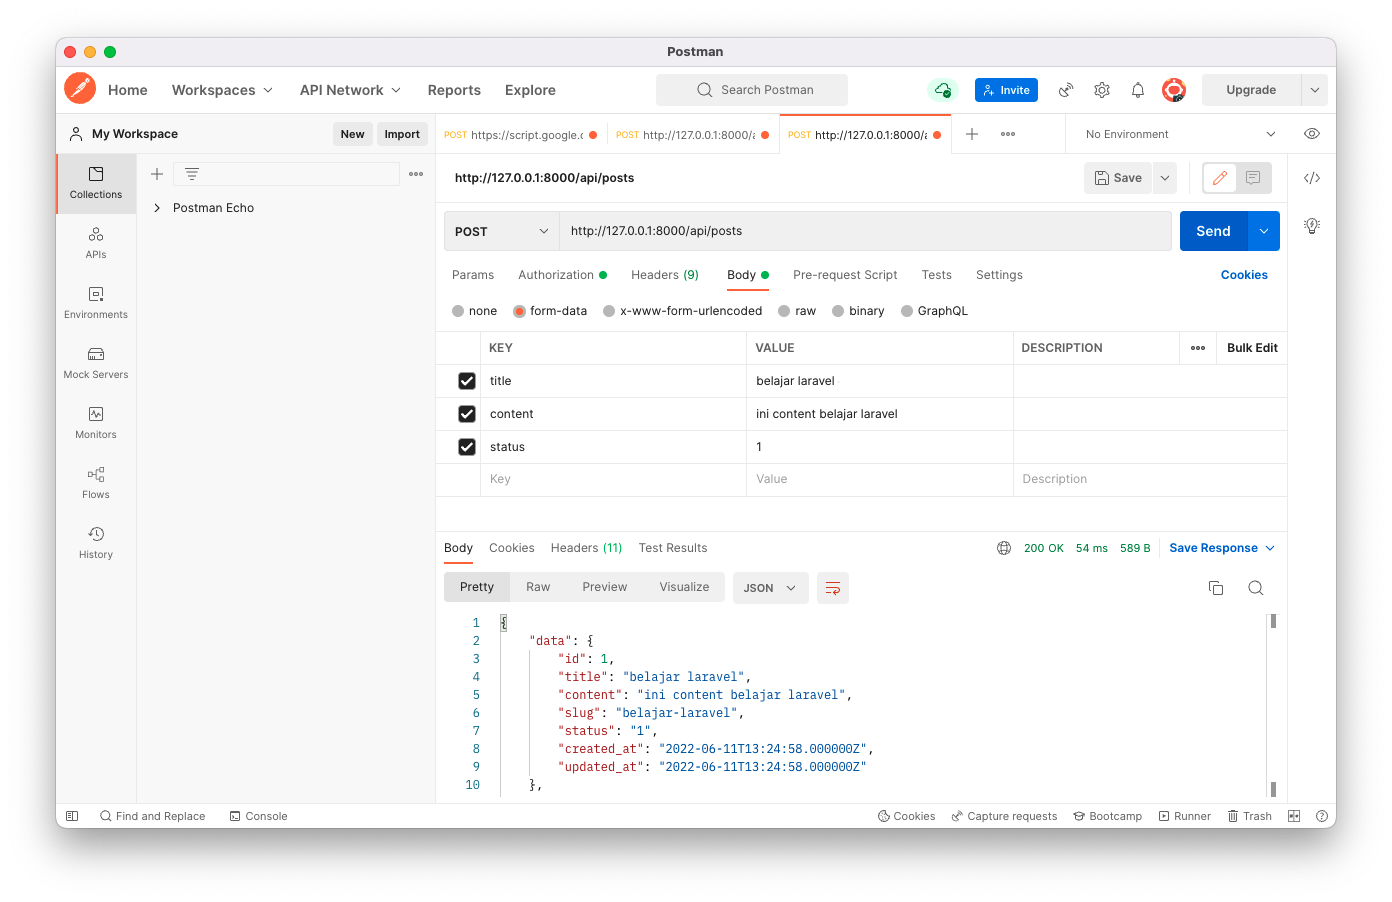 Postman
Home Workspaces API Network Reports Explore Search Postman Invite Upgrade
My Workspace New Import POST https://script.google.c POST http://127.0.0.1:8000/a POST http://127.0.0.1:8000/a No Environment
Collections
APIs
Environments
Mock Servers
Monitors
Flows
History
Postman Echo
http://127.0.0.1:8000/api/posts Save
POST http://127.0.0.1:8000/api/posts Send
Params Authorization Headers (9) Body Pre-request Script Tests Settings Cookies
none form-data x-www-form-urlencoded raw binary GraphQL
KEY VALUE DESCRIPTION Bulk Edit
title belajar laravel
content ini content belajar laravel
status 1
Key Value Description
Body Cookies Headers (11) Test Results 200 OK 54 ms 589 B Save Response
Pretty Raw Preview Visualize JSON
1 {
2 "data": {
3 "id": 1,
4 "title": "belajar laravel",
5 "content": "ini content belajar laravel",
6 "slug": "belajar-laravel",
7 "status": "1",
8 "created_at": "2022-06-11T13:24:58.000000Z",
9 "updated_at": "2022-06-11T13:24:58.000000Z"
10 },
Find and Replace Console Cookies Capture requests Bootcamp Runner Trash